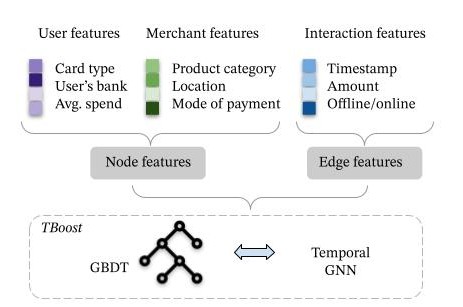 User features
Merchant features
Interaction features
Card type
User's bank
Avg. spend
Product category
Location
Mode of payment
Timestamp
Amount
Offline/online
Node features
Edge features
TBoost
GBDT
Temporal
GNN